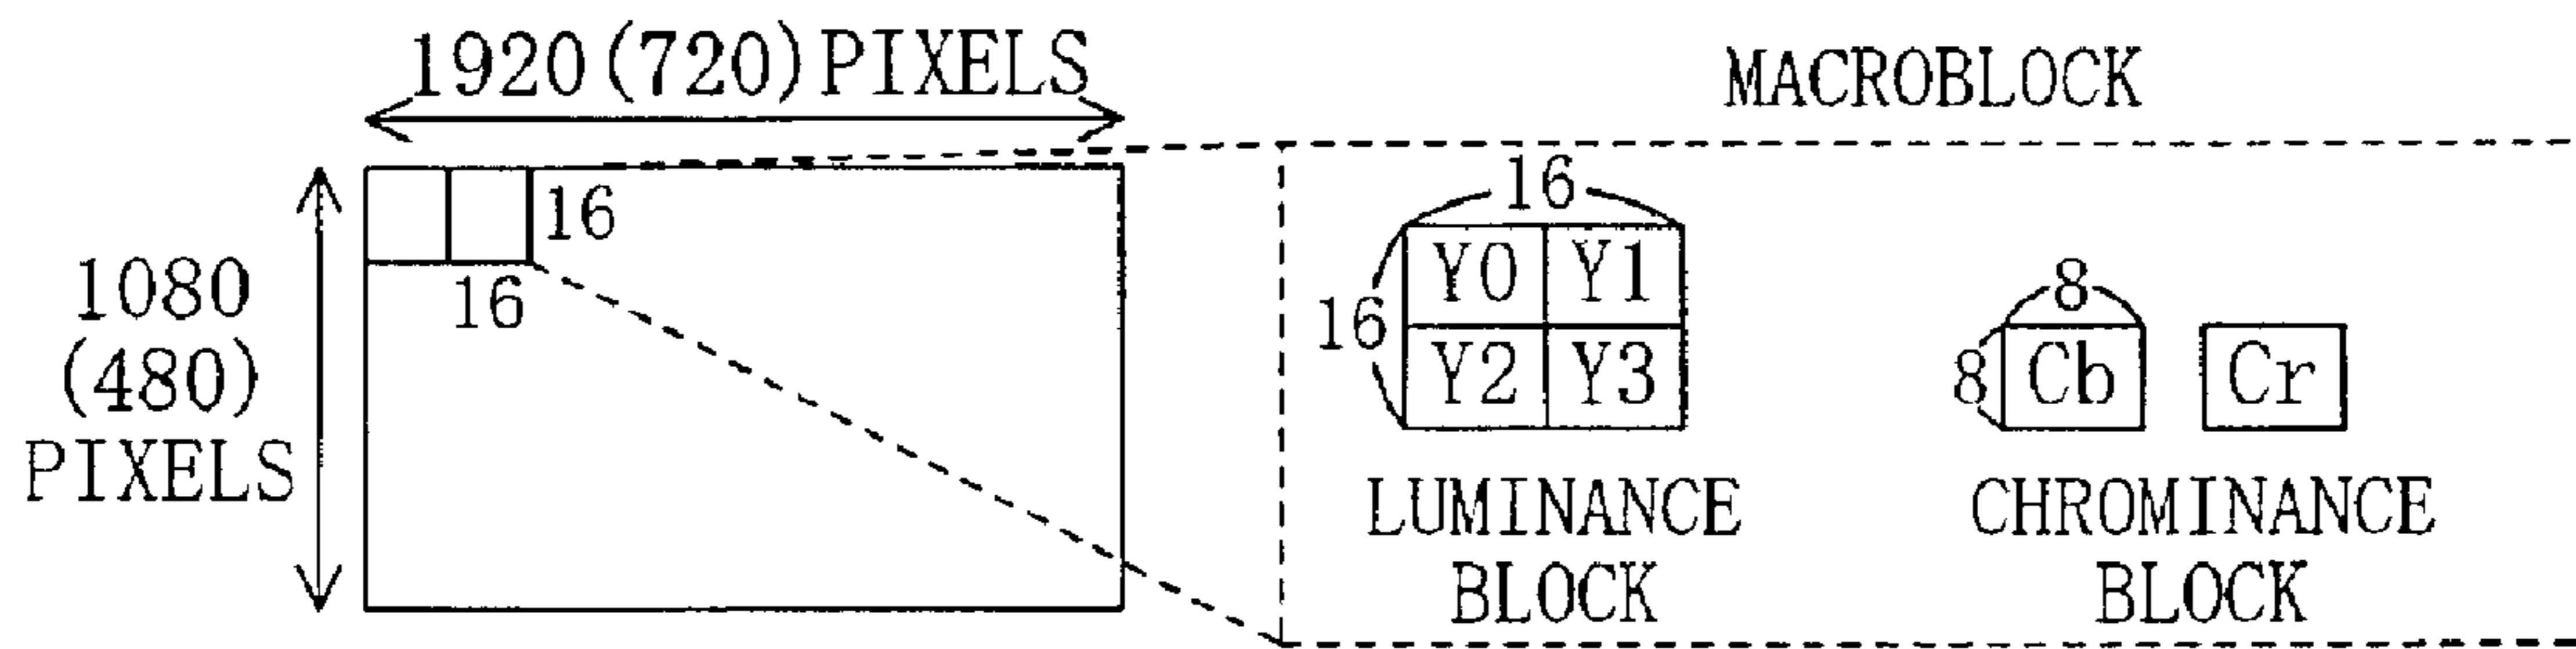 1920(720)PIXELS
MACROBLOCK
16
16
1080
(480)
PIXELS
16
16
Y0 Y1
Y2 Y3
8
8
Cb
Cr
LUMINANCE
BLOCK
CHROMINANCE
BLOCK